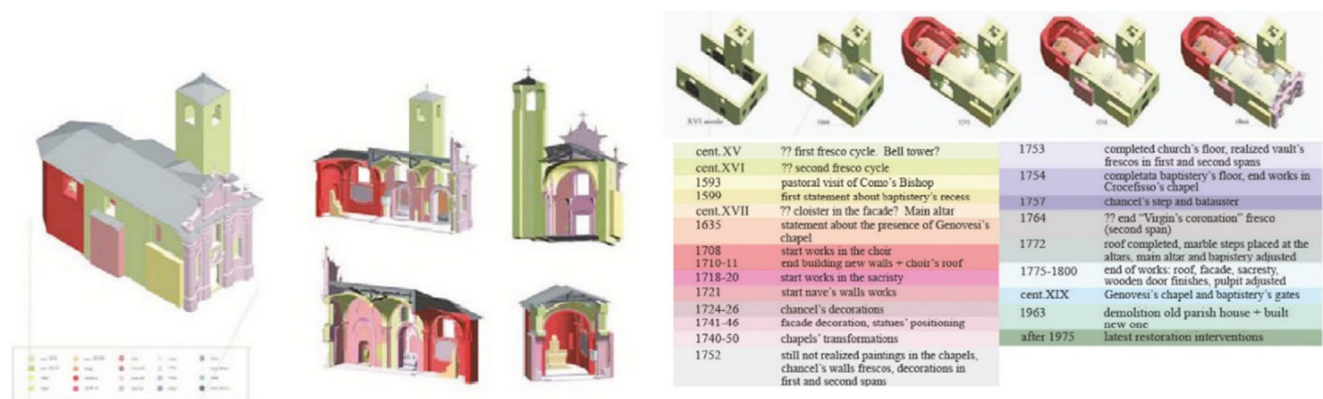 XVI secolo
cent.XV ?? first fresco cycle. Bell tower?
cent.XVI ?? second fresco cycle
1593 pastoral visit of Como's Bishop
1599 first statement about baptistery's recess
cent.XVII ?? cloister in the facade? Main altar
1635 statement about the presence of Genovesi's
chapel
1708 start works in the choir
1710-11 end building new walls + choir's roof
1718-20 start works in the sacristy
1721 start nave's walls works
1724-26 chancel's decorations
1741-46 facade decoration, statues' positioning
1740-50 chapels' transformations
1752 still not realized paintings in the chapels,
chancel's walls frescos, decorations in
first and second spans
1753 completed church's floor, realized vault's
frescos in first and second spans
1754 completata baptistery's floor, end works in
Crocefisso's chapel
1757 chancel's step and balauster
1764 ?? end "Virgin's coronation" fresco
(second span)
1772 roof completed, marble steps placed at the
altars, main altar and bapistery adjusted
1775-1800 end of works: roof, facade, sacresty,
wooden door finishes, pulpit adjusted
cent.XIX Genovesi's chapel and baptistery's gates
1963 demolition old parish house + built
new one
after 1975 latest restoration interventions